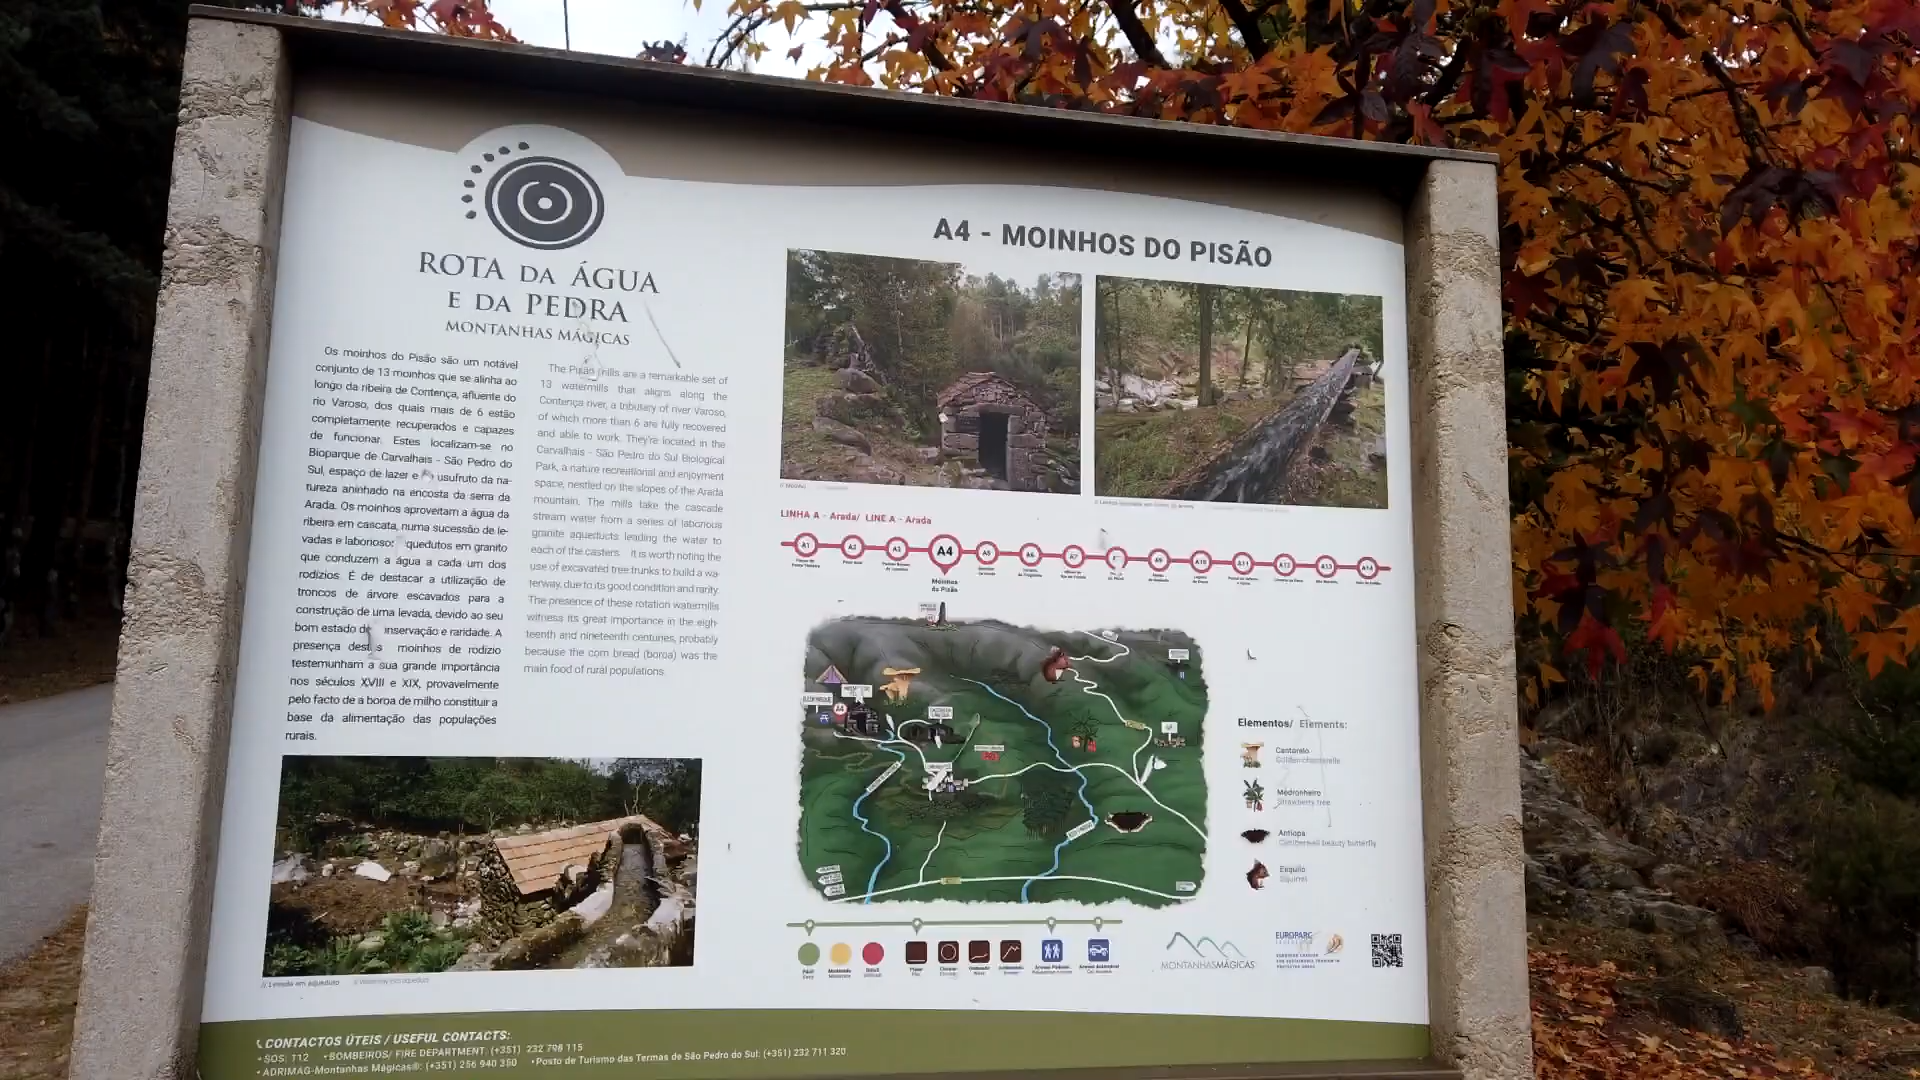 ROTA DA ÁGUA
E DA PEDRA
MONTANHAS MÁGICAS
Os moinhos do Pisão são um notável
conjunto de 13 moinhos que se alinha ao
longo da ribeira de Contença, afluente do
rio Varoso, dos quais mais de 6 estão
completamente recuperados e capazes
de funcionar. Estes localizam-se no
Bioparque de Carvalhais - São Pedro do
Sul, espaço de lazer e usufruto da na-
tureza aninhado na encosta da serra da
Arada. Os moinhos aproveitam a água da
ribeira em cascata, numa sucessão de le-
vadas e laboriosos quedutos em granito
que conduzem a água a cada um dos
rodízios. É de destacar a utilização de
troncos de árvore escavados para a
construção de uma levada, devido ao seu
bom estado de nservação e raridade. A
presença destes moinhos de rodízio
testemunham a sua grande importância
nos séculos XVIII e XIX, provavelmente
pelo facto de a boroa de milho constituir a
base da alimentação das populações
rurais.
The Pisão mills are a remarkable set of
13 watermills that aligns along the
Contença river, a tributary of river Varoso,
of which more than 6 are fully recovered
and able to work. They're located in the
Carvalhais - São Pedro do Sul Biological
Park, a nature recreational and enjoyment
space, nestled on the slopes of the Arada
mountain. The mills take the cascade
stream water from a series of laborious
granite aqueducts leading the water to
each of the casters. It is worth noting the
use of excavated tree trunks to build a wa-
terway, due to its good condition and rarity.
The presence of these rotation watermills
witness its great importance in the eigh-
teenth and nineteenth centuries, probably
because the corn bread (boroa) was the
main food of rural populations.
// Levada em aqueduto
A4 - MOINHOS DO PISÃO
LINHA A - Arada/ LINE A - Arada
A1 A2 A3 A4 A5 A6 A7 A9 A10 A11 A12 A13 A14
Moinhos
do Pisão
Elementos/ Elements:
Cantarelo
Golden chanterelle
Medronheiro
Strawberry tree
Antiopa
Camberwell beauty butterfly
Esquilo
Squirrel
MONTANHASMÁGICAS
EUROPARC
CONTACTOS ÚTEIS / USEFUL CONTACTS:
• SOS: 112 • BOMBEIROS/ FIRE DEPARTMENT: (+351) 232 798 115
• ADRIMAG-Montanhas Mágicas®: (+351) 256 940 350 • Posto de Turismo das Termas de São Pedro do Sul: (+351) 232 711 320